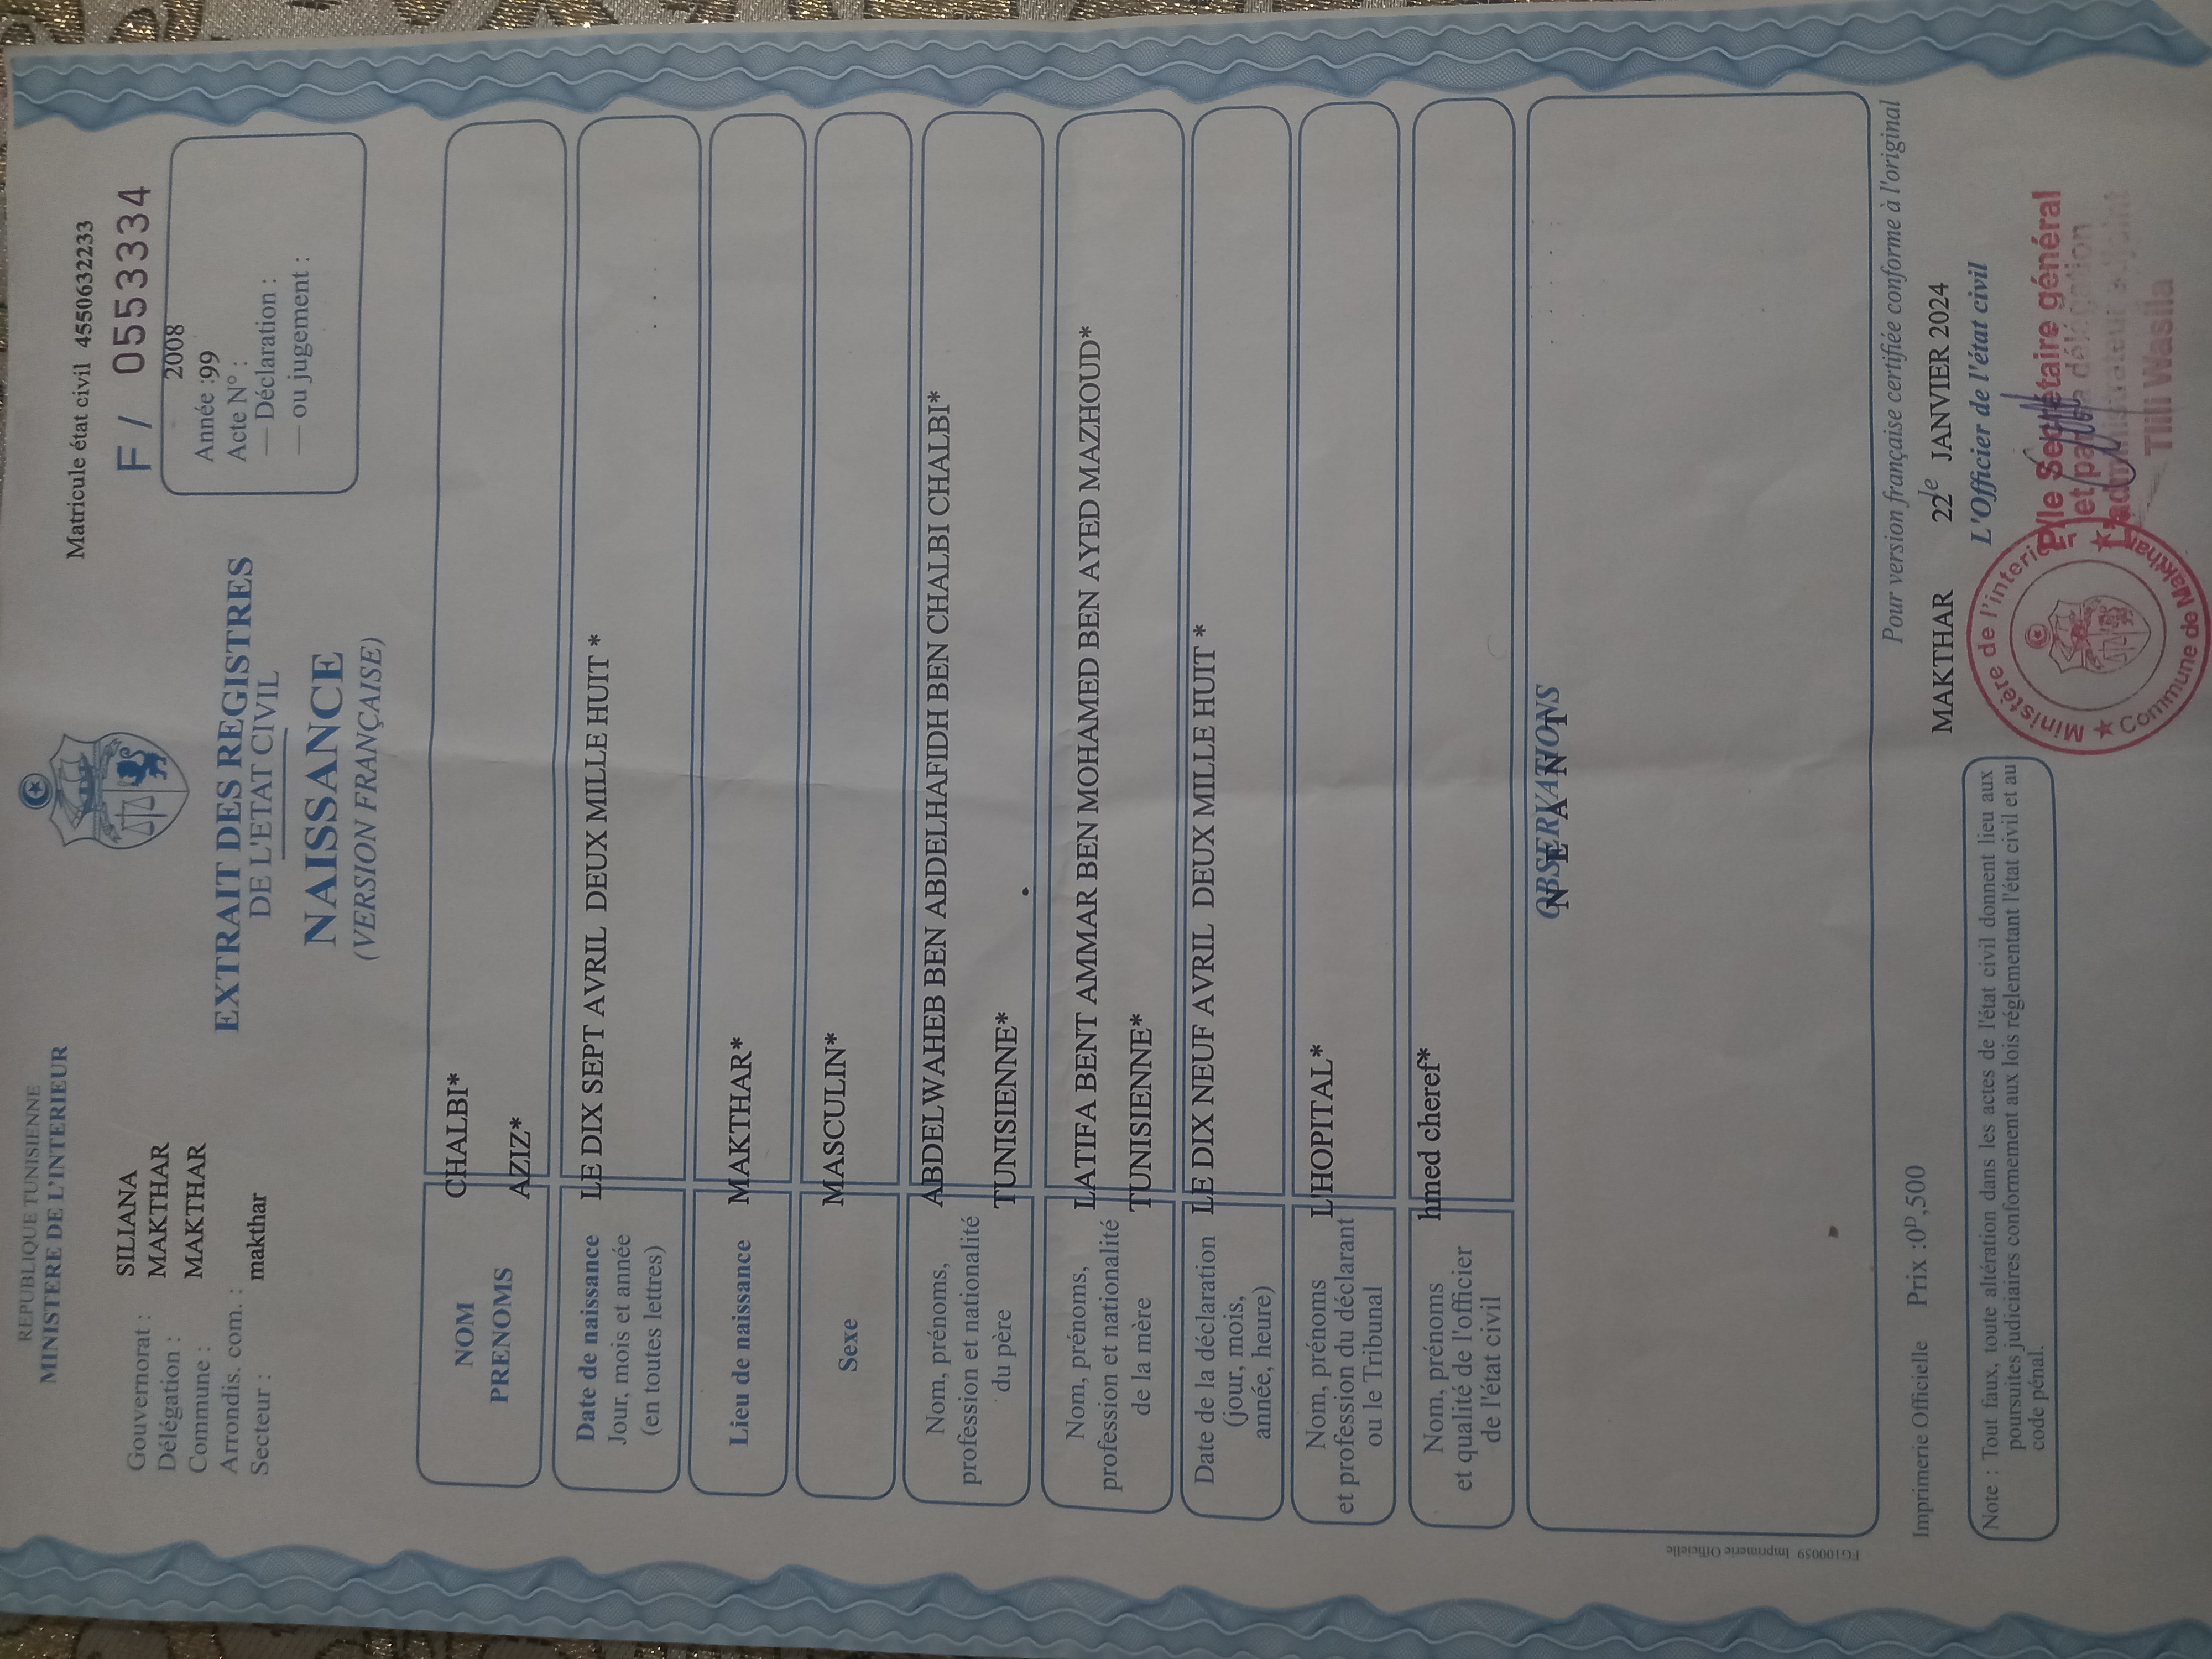 REPUBLIQUE TUNISIENNE
MINISTERE DE L'INTERIEUR
Gouvernorat : SILIANA
Délégation : MAKTHAR
Commune : MAKTHAR
Arrondis. com. :
Secteur : makthar
EXTRAIT DES REGISTRES
DE L'ETAT CIVIL
NAISSANCE
(VERSION FRANÇAISE)
Matricule état civil 4550632233
F / 0553334
2008
Année :99
Acte N° :
— Déclaration :
— ou jugement :
NOM CHALBI*
PRENOMS AZIZ*
Date de naissance LE DIX SEPT AVRIL DEUX MILLE HUIT *
Jour, mois et année
(en toutes lettres)
Lieu de naissance MAKTHAR*
Sexe MASCULIN*
Nom, prénoms, ABDELWAHEB BEN ABDELHAFIDH BEN CHALBI CHALBI*
profession et nationalité
du père TUNISIENNE*
Nom, prénoms, LATIFA BENT AMMAR BEN MOHAMED BEN AYED MAZHOUD*
profession et nationalité
de la mère TUNISIENNE*
Date de la déclaration LE DIX NEUF AVRIL DEUX MILLE HUIT *
(jour, mois,
année, heure)
Nom, prénoms L'HOPITAL*
et profession du déclarant
ou le Tribunal
Nom, prénoms hmed cheref*
et qualité de l'officier
de l'état civil
OBSERVATIONS
N E A N T
FG100059 Imprimerie Officielle
Pour version française certifiée conforme à l'original
Imprimerie Officielle Prix :0ᴰ,500
MAKTHAR 22 le JANVIER 2024
L'Officier de l'état civil
Note : Tout faux, toute altération dans les actes de l'état civil donnent lieu aux
poursuites judiciaires conformement aux lois réglementant l'état civil et au
code pénal.
Ministère de l'interieur
Commune de Makthar
P/le Secrétaire général
et par la délégation
L'administrateur adjoint
Tlili Wasila